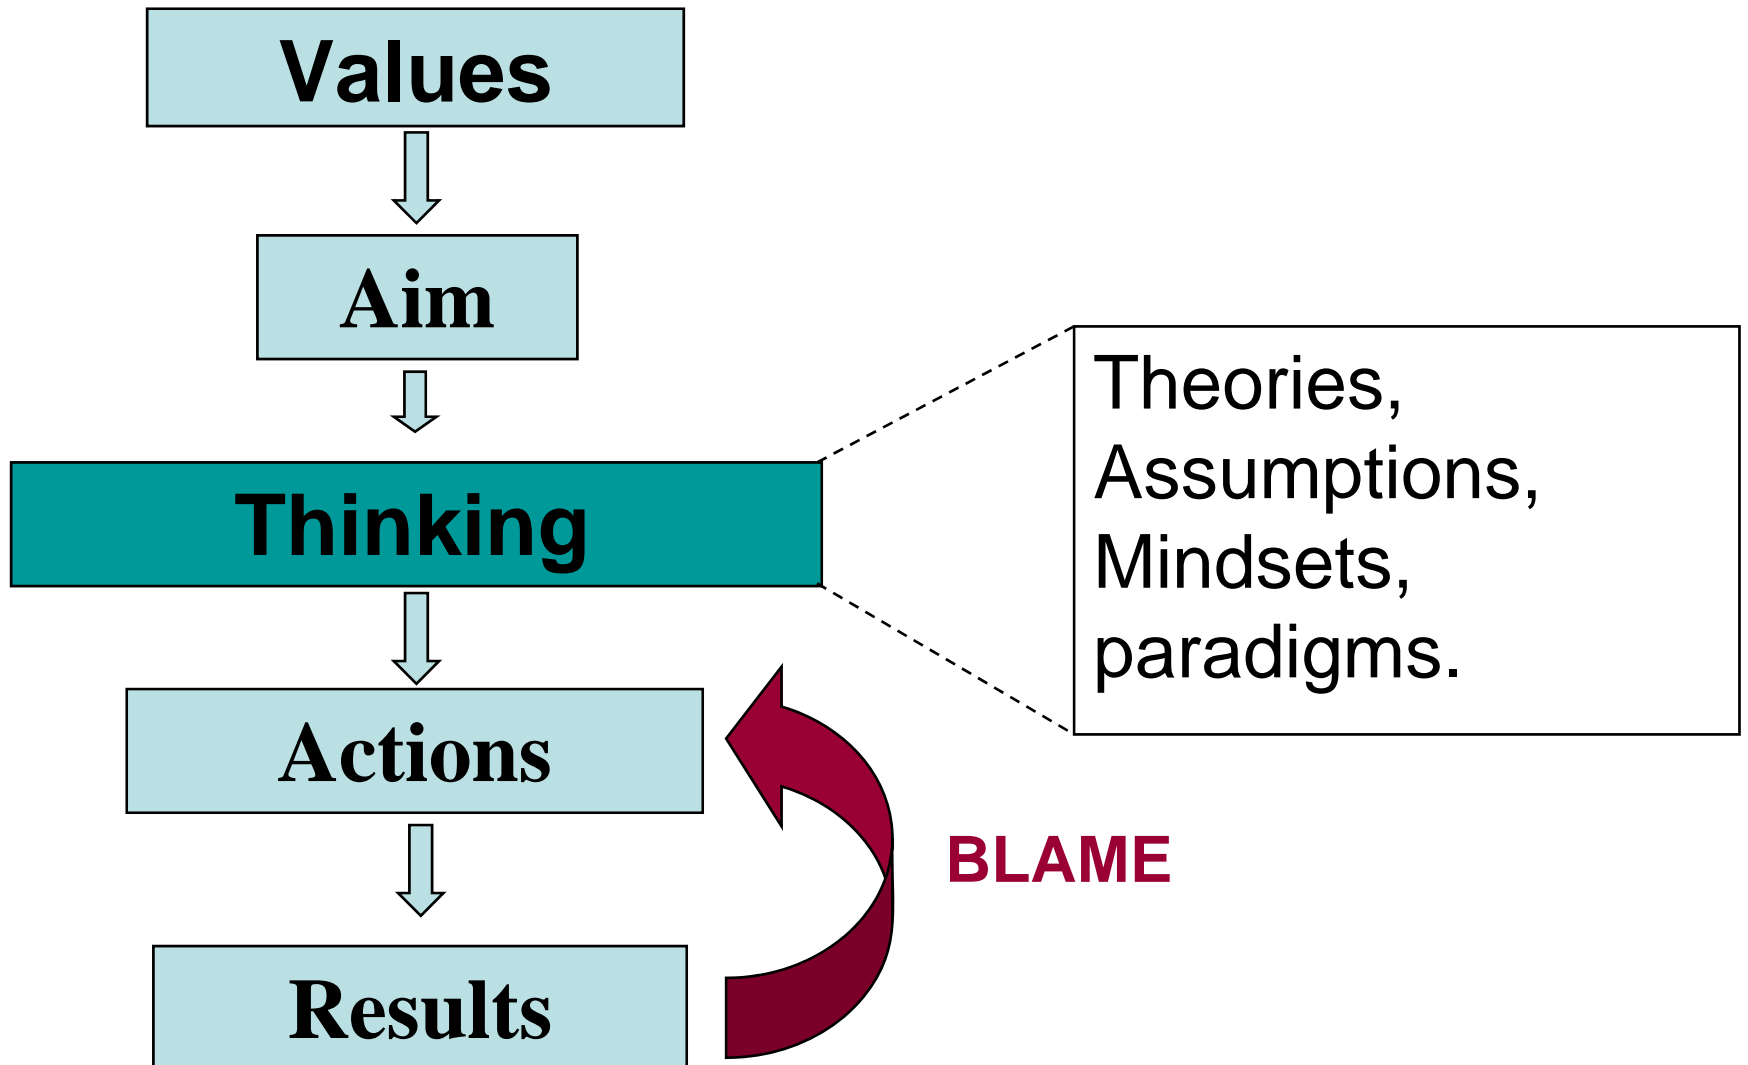 Values
Aim
Thinking
Theories,
Assumptions,
Mindsets,
paradigms.
Actions
BLAME
Results